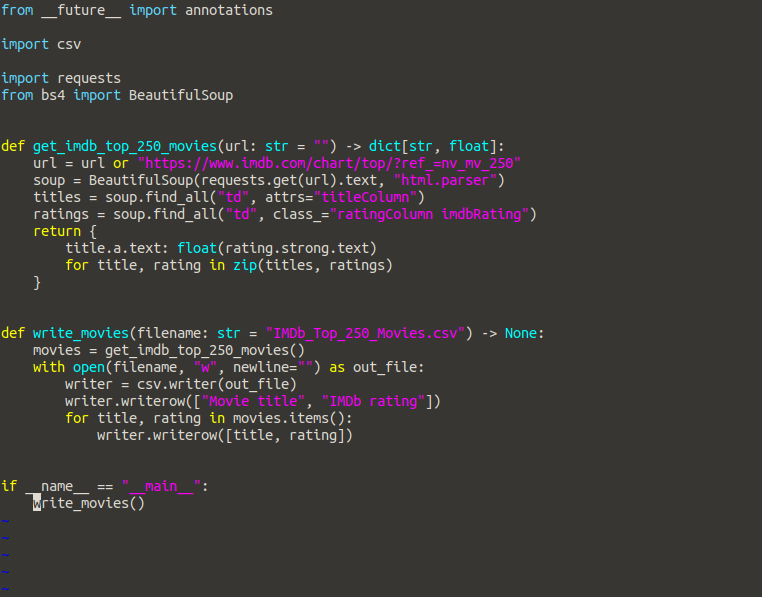 from __future__ import annotations

import csv

import requests
from bs4 import BeautifulSoup


def get_imdb_top_250_movies(url: str = "") -> dict[str, float]:
    url = url or "https://www.imdb.com/chart/top/?ref_=nv_mv_250"
    soup = BeautifulSoup(requests.get(url).text, "html.parser")
    titles = soup.find_all("td", attrs="titleColumn")
    ratings = soup.find_all("td", class_="ratingColumn imdbRating")
    return {
        title.a.text: float(rating.strong.text)
        for title, rating in zip(titles, ratings)
    }


def write_movies(filename: str = "IMDb_Top_250_Movies.csv") -> None:
    movies = get_imdb_top_250_movies()
    with open(filename, "w", newline="") as out_file:
        writer = csv.writer(out_file)
        writer.writerow(["Movie title", "IMDb rating"])
        for title, rating in movies.items():
            writer.writerow([title, rating])


if __name__ == "__main__":
    write_movies()
~
~
~
~
~